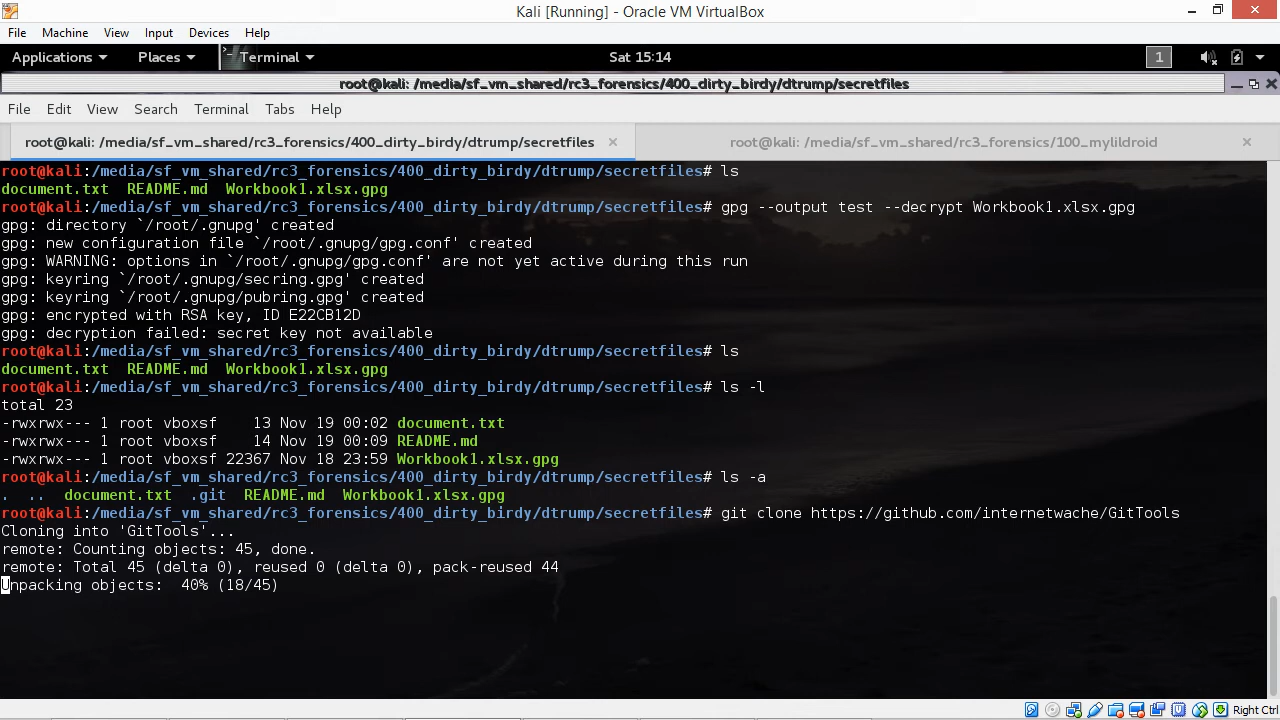 Kali [Running] - Oracle VM VirtualBox
File Machine View Input Devices Help
Applications Places Terminal Sat 15:14 1
root@kali: /media/sf_vm_shared/rc3_forensics/400_dirty_birdy/dtrump/secretfiles
File Edit View Search Terminal Tabs Help
root@kali: /media/sf_vm_shared/rc3_forensics/400_dirty_birdy/dtrump/secretfiles × root@kali: /media/sf_vm_shared/rc3_forensics/100_mylildroid ×
root@kali:/media/sf_vm_shared/rc3_forensics/400_dirty_birdy/dtrump/secretfiles# ls
document.txt  README.md  Workbook1.xlsx.gpg
root@kali:/media/sf_vm_shared/rc3_forensics/400_dirty_birdy/dtrump/secretfiles# gpg --output test --decrypt Workbook1.xlsx.gpg
gpg: directory `/root/.gnupg' created
gpg: new configuration file `/root/.gnupg/gpg.conf' created
gpg: WARNING: options in `/root/.gnupg/gpg.conf' are not yet active during this run
gpg: keyring `/root/.gnupg/secring.gpg' created
gpg: keyring `/root/.gnupg/pubring.gpg' created
gpg: encrypted with RSA key, ID E22CB12D
gpg: decryption failed: secret key not available
root@kali:/media/sf_vm_shared/rc3_forensics/400_dirty_birdy/dtrump/secretfiles# ls
document.txt  README.md  Workbook1.xlsx.gpg
root@kali:/media/sf_vm_shared/rc3_forensics/400_dirty_birdy/dtrump/secretfiles# ls -l
total 23
-rwxrwx--- 1 root vboxsf    13 Nov 19 00:02 document.txt
-rwxrwx--- 1 root vboxsf    14 Nov 19 00:09 README.md
-rwxrwx--- 1 root vboxsf 22367 Nov 18 23:59 Workbook1.xlsx.gpg
root@kali:/media/sf_vm_shared/rc3_forensics/400_dirty_birdy/dtrump/secretfiles# ls -a
.  ..  document.txt  .git  README.md  Workbook1.xlsx.gpg
root@kali:/media/sf_vm_shared/rc3_forensics/400_dirty_birdy/dtrump/secretfiles# git clone https://github.com/internetwache/GitTools
Cloning into 'GitTools'...
remote: Counting objects: 45, done.
remote: Total 45 (delta 0), reused 0 (delta 0), pack-reused 44
Unpacking objects:  40% (18/45)
Right Ctrl